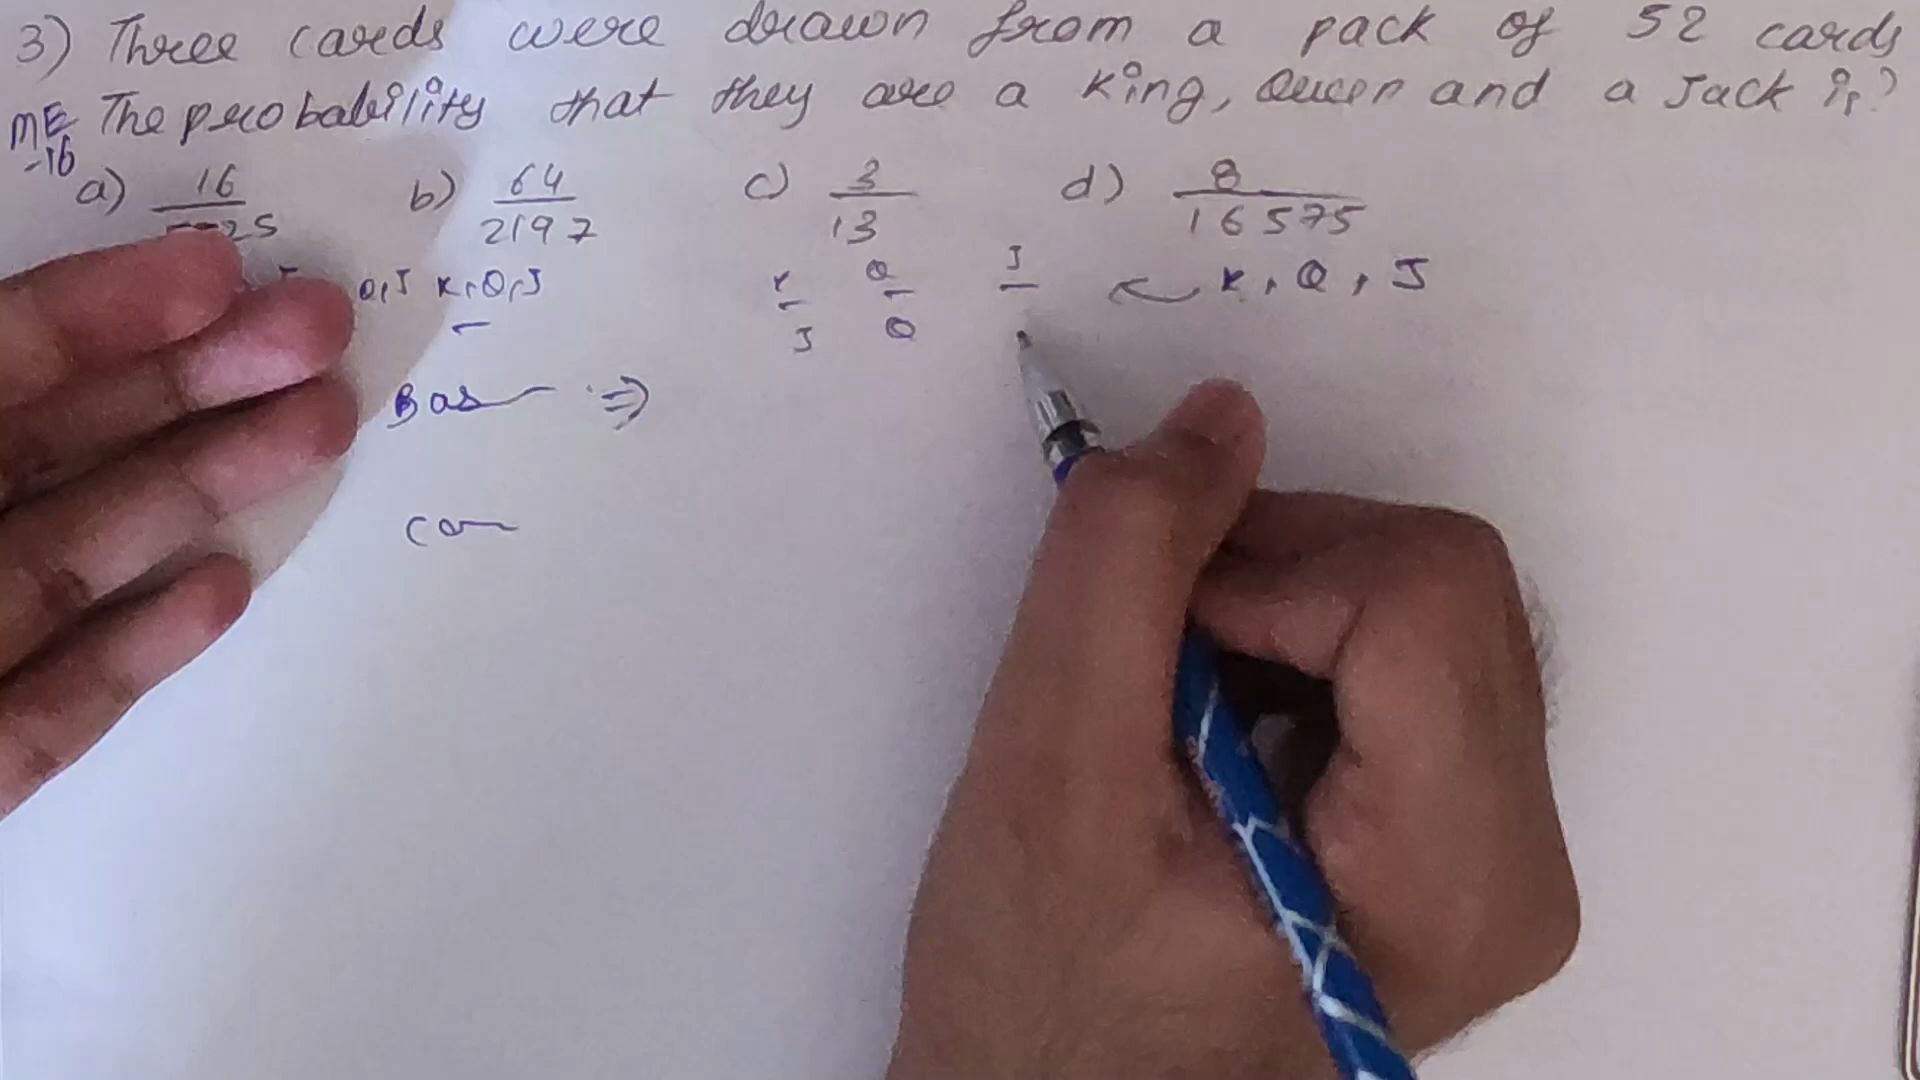 3) Three cards were drawn from a pack of 52 cards
ME The probability that they are a King, Queen and a Jack is?
-16
a) 16 b) 64/2197 c) 3/13 d) 8/16575
Q,J K,Q,J K Q J K, Q, J
J Q
Bas ⇒
Com